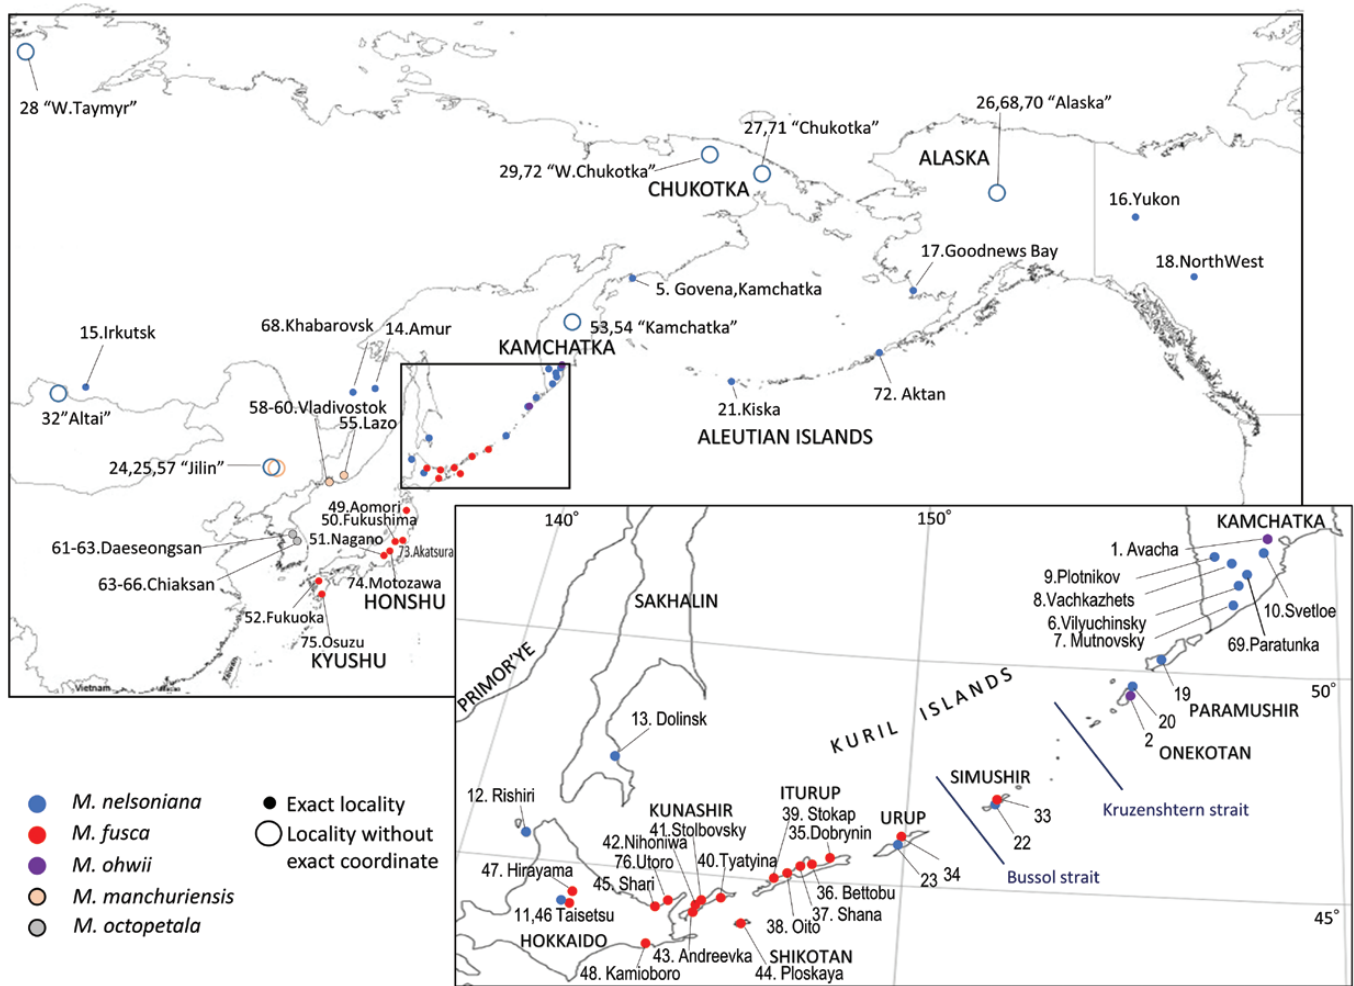 28 “W.Taymyr”
26,68,70 “Alaska”
27,71 “Chukotka”
ALASKA
29,72 “W.Chukotka”
CHUKOTKA
16.Yukon
17.Goodnews Bay
18.NorthWest
5. Govena,Kamchatka
53,54 “Kamchatka”
KAMCHATKA
15.Irkutsk
68.Khabarovsk
14.Amur
32“Altai”
58-60.Vladivostok
55.Lazo
21.Kiska
72. Aktan
ALEUTIAN ISLANDS
24,25,57 “Jilin”
49.Aomori
50.Fukushima
51.Nagano
73.Akatsura
61-63.Daeseongsan
63-66.Chiaksan
74.Motozawa
HONSHU
52.Fukuoka
75.Osuzu
KYUSHU
Vietnam
140°
150°
KAMCHATKA
1. Avacha
9.Plotnikov
8.Vachkazhets
6.Vilyuchinsky
7. Mutnovsky
10.Svetloe
69.Paratunka
SAKHALIN
PRIMOR’YE
KURIL ISLANDS
19
50°
PARAMUSHIR
20
2
ONEKOTAN
13. Dolinsk
SIMUSHIR
33
22
Kruzenshtern strait
Bussol strait
12. Rishiri
KUNASHIR
ITURUP
39. Stokap
35.Dobrynin
URUP
41.Stolbovsky
42.Nihoniwa
76.Utoro
40.Tyatyina
47. Hirayama
45. Shari
36. Bettobu
37. Shana
38. Oito
23
34
11,46 Taisetsu
HOKKAIDO
43. Andreevka
SHIKOTAN
44. Ploskaya
48. Kamioboro
45°
M. nelsoniana
M. fusca
M. ohwii
M. manchuriensis
M. octopetala
Exact locality
Locality without
exact coordinate